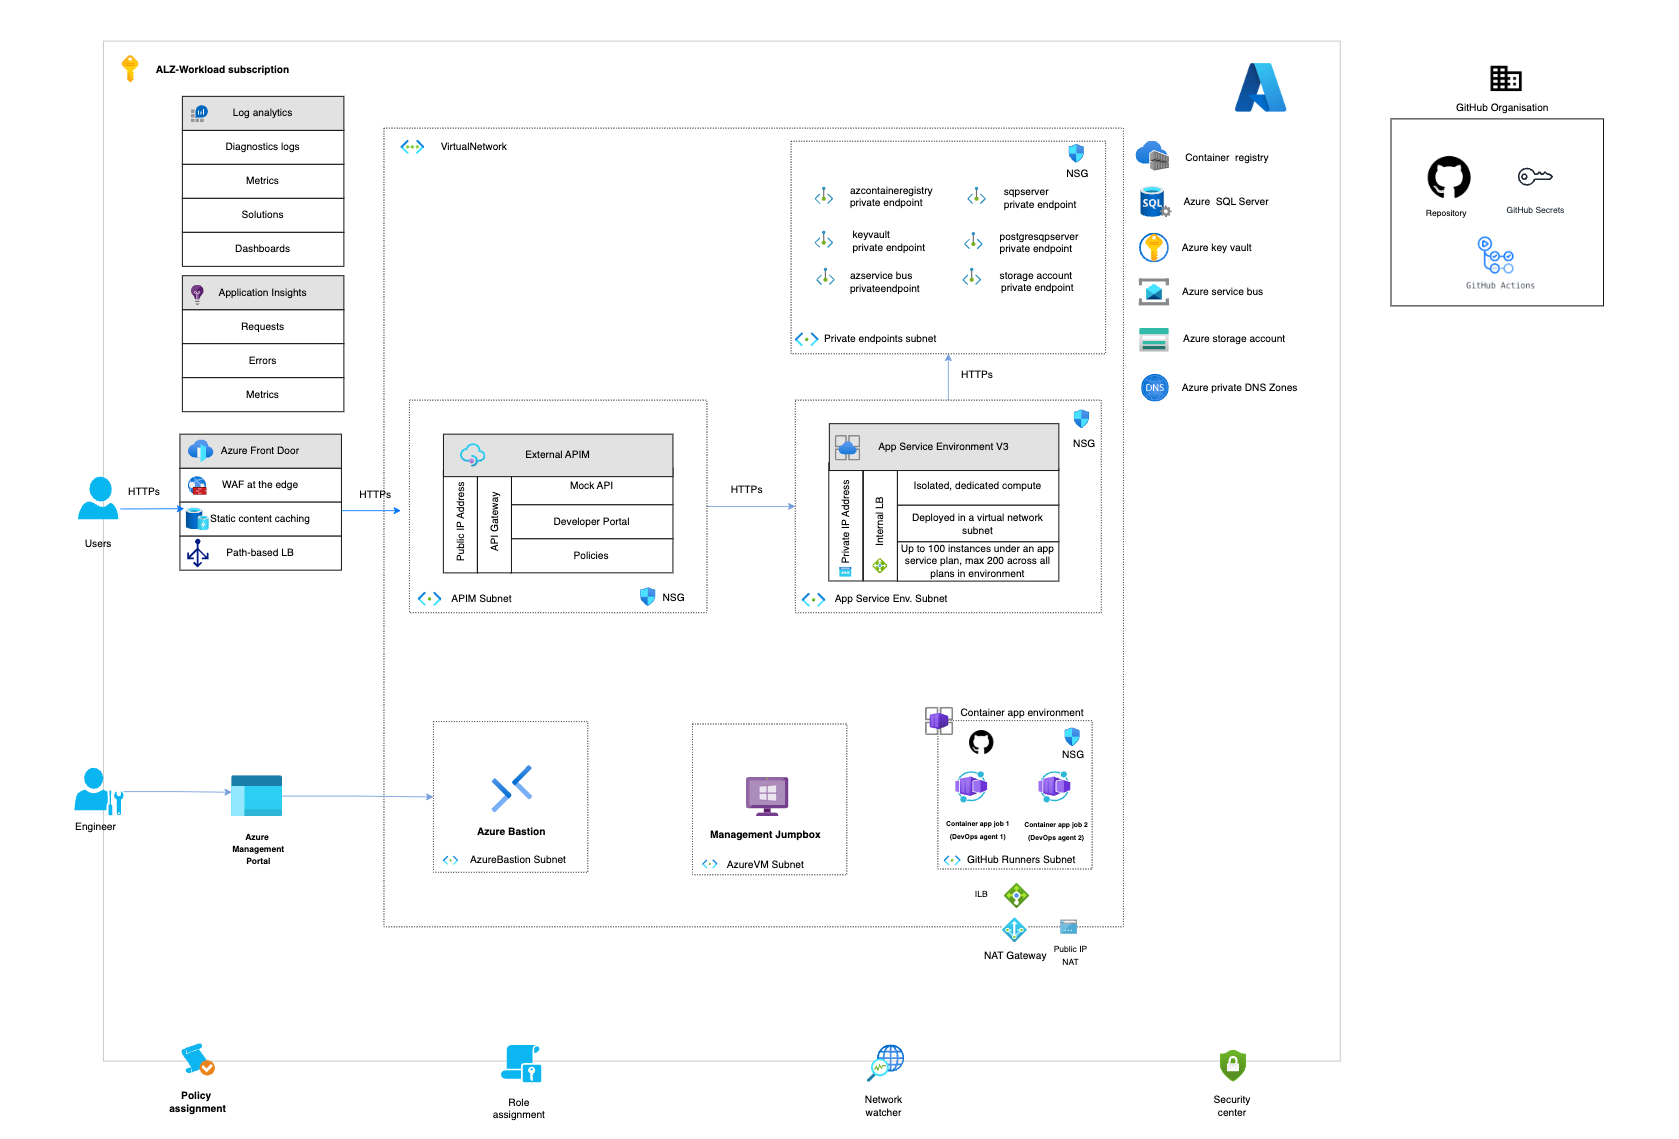 ALZ-Workload subscription
Log analytics
Diagnostics logs
Metrics
Solutions
Dashboards
Application Insights
Requests
Errors
Metrics
Azure Front Door
WAF at the edge
Static content caching
Path-based LB
HTTPs
Users
HTTPs
VirtualNetwork
NSG
azcontaineregistry
private endpoint
sqpserver
private endpoint
keyvault
private endpoint
postgresqpserver
private endpoint
azservice bus
privateendpoint
storage account
private endpoint
Private endpoints subnet
HTTPs
External APIM
Public IP Address
API Gateway
Mock API
Developer Portal
Policies
APIM Subnet
NSG
HTTPs
NSG
App Service Environment V3
Private IP Address
Internal LB
Isolated, dedicated compute
Deployed in a virtual network
subnet
Up to 100 instances under an app
service plan, max 200 across all
plans in environment
App Service Env. Subnet
Container registry
SQL
Azure SQL Server
Azure key vault
Azure service bus
Azure storage account
DNS
Azure private DNS Zones
GitHub Organisation
Repository
GitHub Secrets
GitHub Actions
Engineer
Azure
Management
Portal
Azure Bastion
AzureBastion Subnet
Management Jumpbox
AzureVM Subnet
Container app environment
NSG
Container app job 1
(DevOps agent 1)
Container app job 2
(DevOps agent 2)
GitHub Runners Subnet
ILB
NAT Gateway
Public IP
NAT
Policy
assignment
Role
assignment
Network
watcher
Security
center